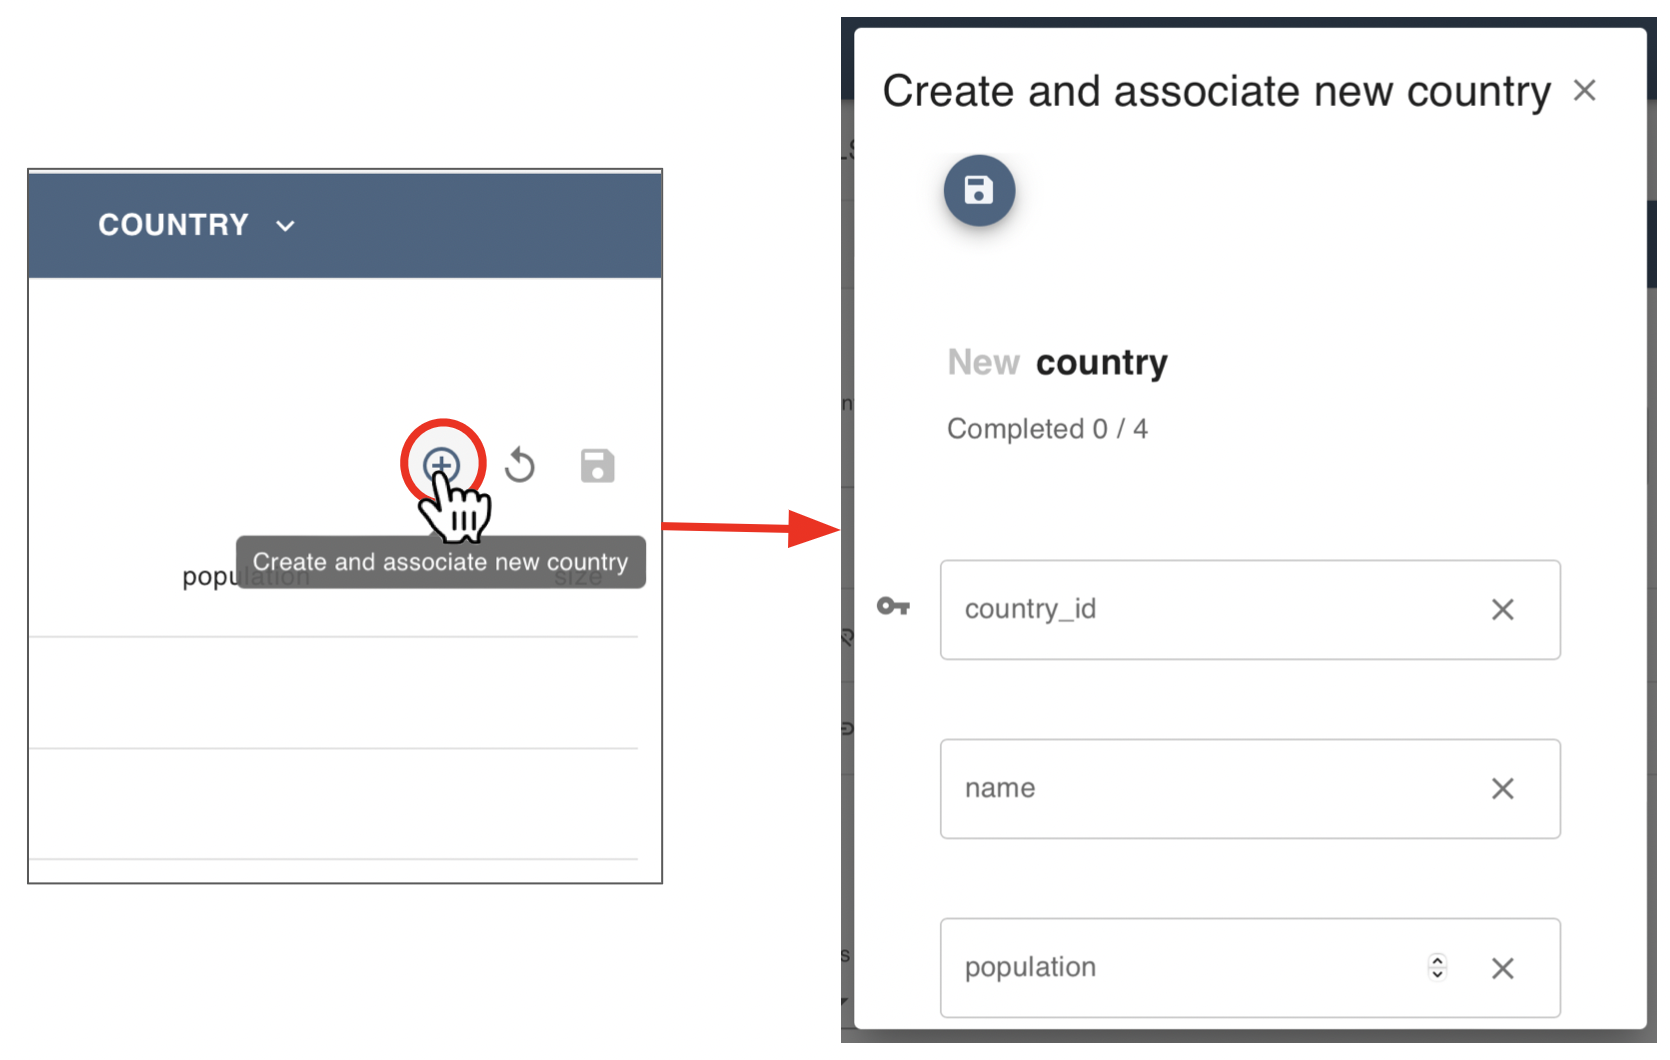 COUNTRY
Create and associate new country
population size
Create and associate new country
New country
Completed 0 / 4
country_id
name
population